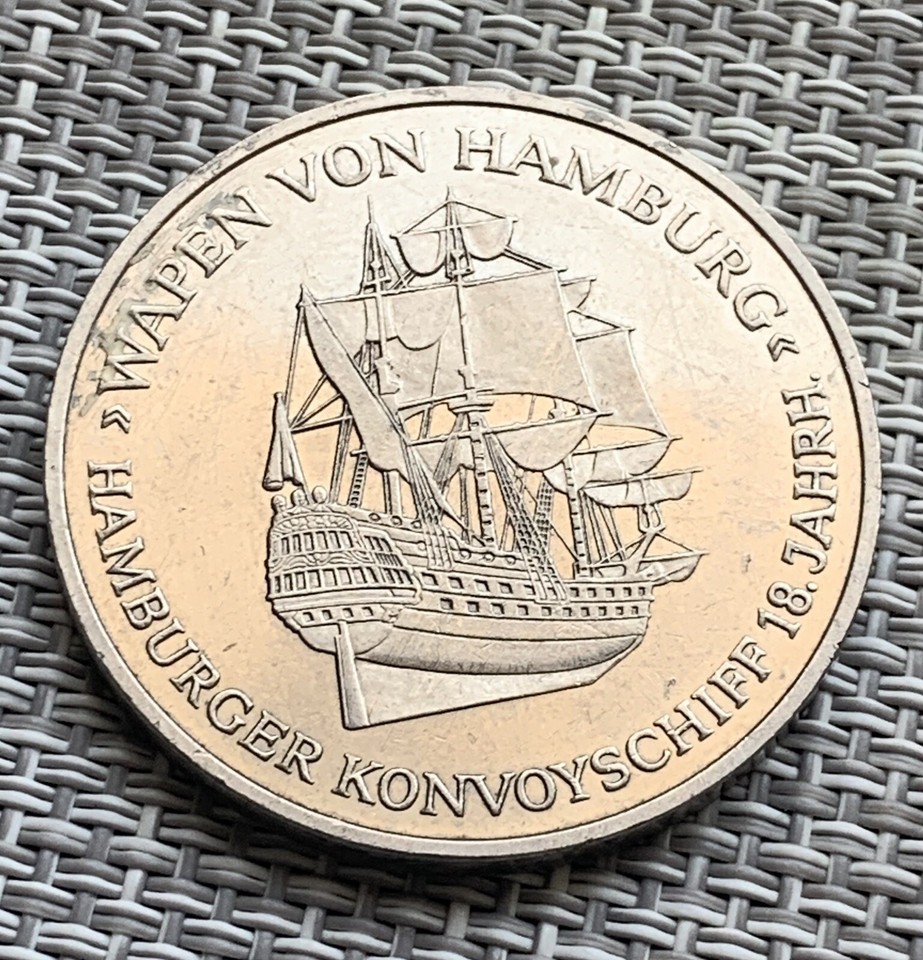 »WAPEN VON HAMBURG«
HAMBURGER KONVOYSCHIFF 18. JAHRH.